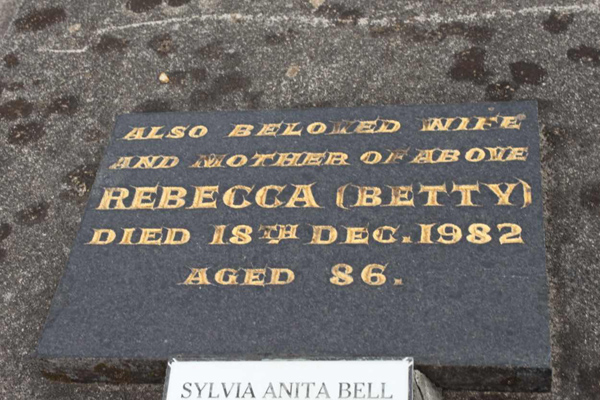 ALSO BELOVED WIFE
AND MOTHER OF ABOVE
REBECCA (BETTY)
DIED 18TH DEC. 1982
AGED 86.
SYLVIA ANITA BELL